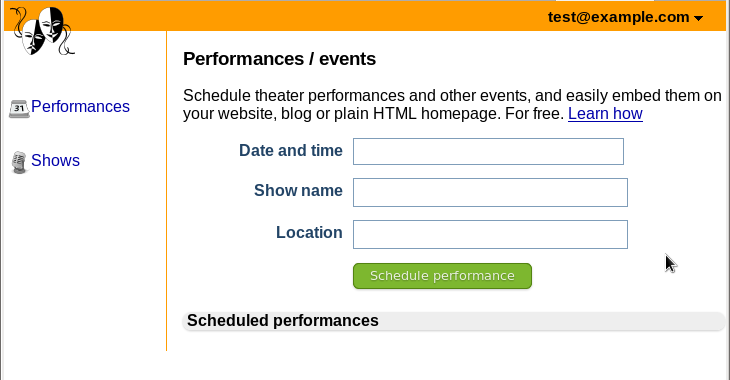 test@example.com
Performances / events
Schedule theater performances and other events, and easily embed them on
your website, blog or plain HTML homepage. For free. Learn how
31
Performances
Shows
Date and time
Show name
Location
Schedule performance
Scheduled performances